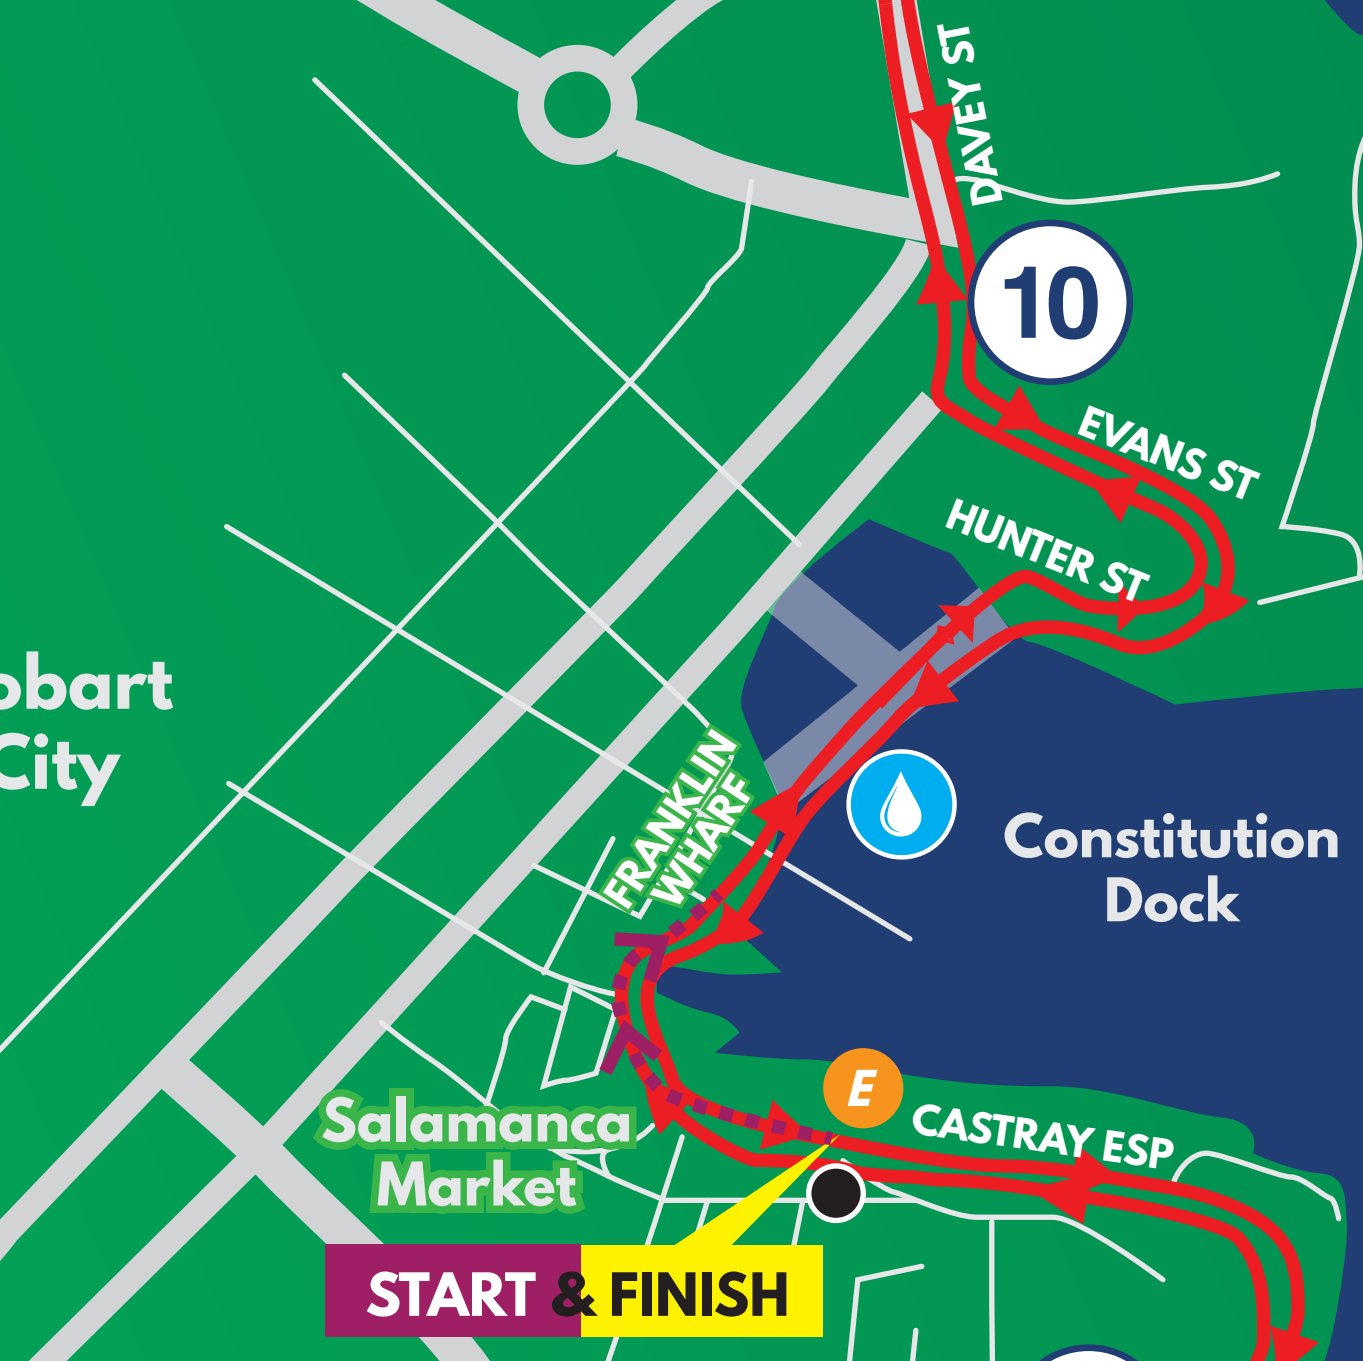 DAVEY ST
10
EVANS ST
HUNTER ST
obart
City
FRANKLIN
WHARF
Constitution
Dock
E
CASTRAY ESP
Salamanca
Market
START & FINISH